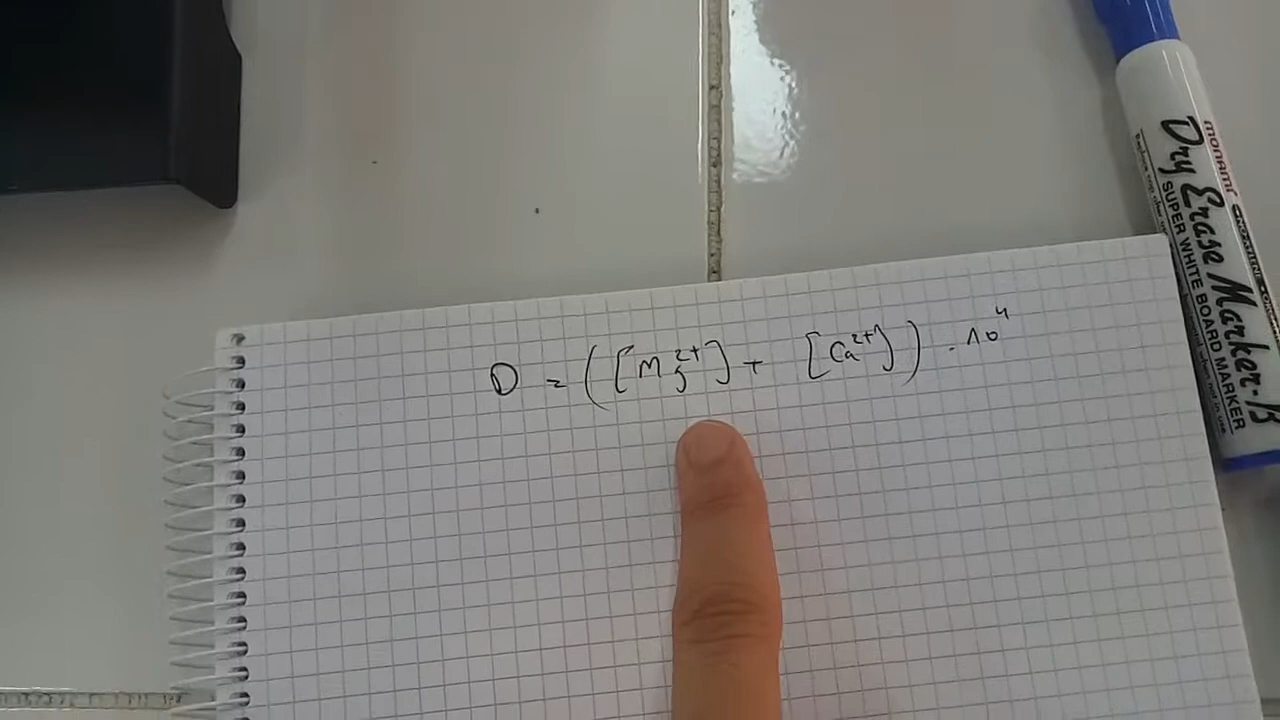 D = ([Mg²⁺] + [Ca²⁺]) . 10⁴
monami
Dry Erase Marker-B
SUPER WHITE BOARD MARKER